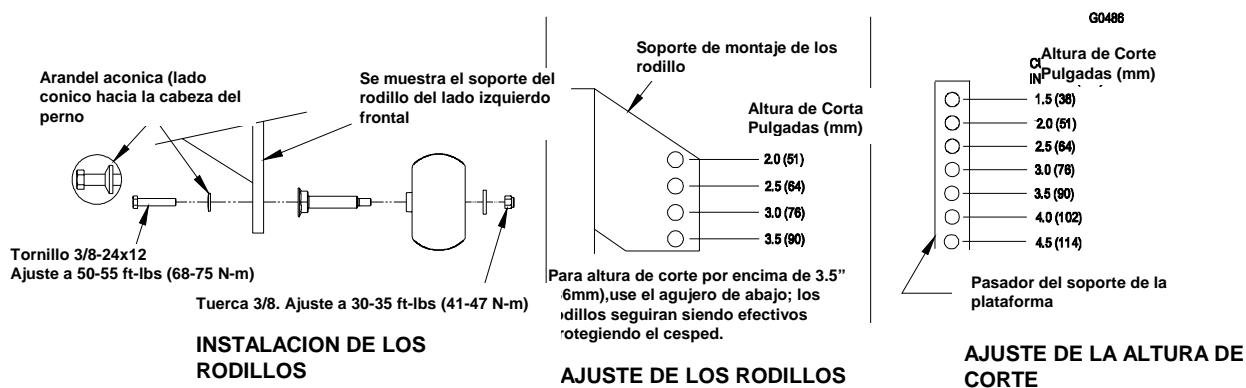 Arandel aconica (lado
conico hacia la cabeza del
perno
Se muestra el soporte del
rodillo del lado izquierdo
frontal
Tornillo 3/8-24x12
Ajuste a 50-55 ft-lbs (68-75 N-m)
Tuerca 3/8. Ajuste a 30-35 ft-lbs (41-47 N-m)
INSTALACION DE LOS
RODILLOS
Soporte de montaje de los
rodillo
Altura de Corta
Pulgadas (mm)
2.0 (51)
2.5 (64)
3.0 (76)
3.5 (90)
Para altura de corte por encima de 3.5”
6mm),use el agujero de abajo; los
odillos seguiran siendo efectivos
rotegiendo el cesped.
AJUSTE DE LOS RODILLOS
G0486
Altura de Corte
Pulgadas (mm)
1.5 (38)
2.0 (51)
2.5 (64)
3.0 (76)
3.5 (90)
4.0 (102)
4.5 (114)
Pasador del soporte de la
plataforma
AJUSTE DE LA ALTURA DE
CORTE